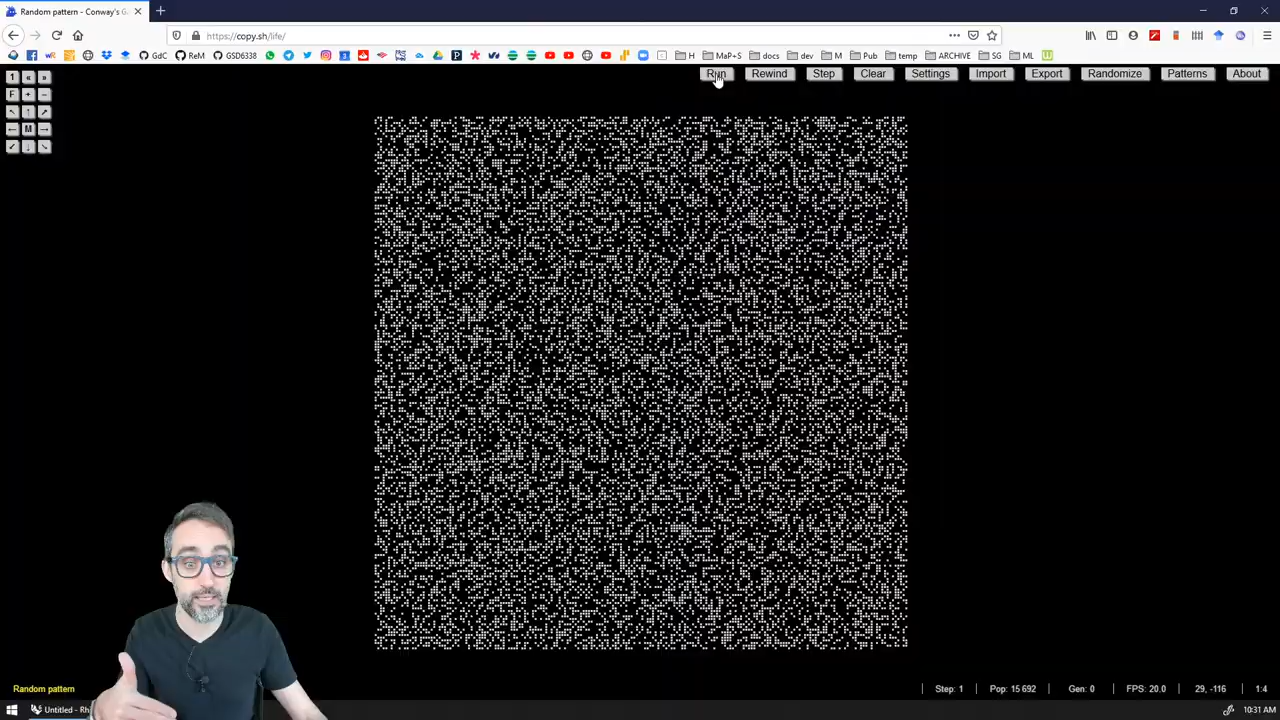 Random pattern - Conway's G
https://copy.sh/life/
GdC
ReM
GSD6338
H
MaP+S
docs
dev
M
Pub
temp
ARCHIVE
SG
ML
Run
Rewind
Step
Clear
Settings
Import
Export
Randomize
Patterns
About
1
F + -
M
Random pattern
Step: 1
Pop: 15 692
Gen: 0
FPS: 20.0
29, -116
1:4
Untitled - Rh
10:31 AM